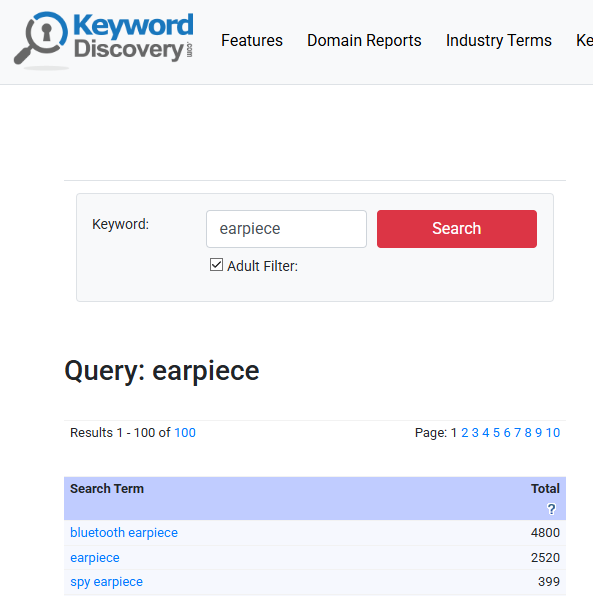 Keyword
Discovery.com
Features Domain Reports Industry Terms Ke
Keyword: earpiece Search
Adult Filter:
Query: earpiece
Results 1 - 100 of 100 Page: 1 2 3 4 5 6 7 8 9 10
Search Term Total
?
bluetooth earpiece 4800
earpiece 2520
spy earpiece 399